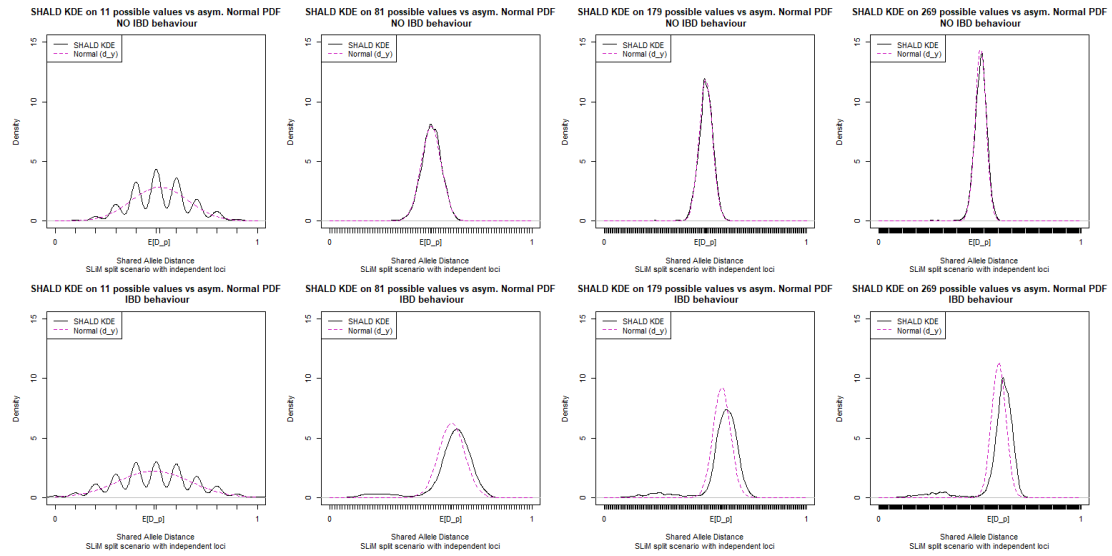 SHALD KDE on 11 possible values vs asym. Normal PDF
NO IBD behaviour
15
10
5
0
Density
SHALD KDE
Normal (d_y)
0
E[D_p]
1
Shared Allele Distance
SLiM split scenario with independent loci
SHALD KDE on 81 possible values vs asym. Normal PDF
NO IBD behaviour
15
10
5
0
Density
SHALD KDE
Normal (d_y)
0
E[D_p]
1
Shared Allele Distance
SLiM split scenario with independent loci
SHALD KDE on 179 possible values vs asym. Normal PDF
NO IBD behaviour
15
10
5
0
Density
SHALD KDE
Normal (d_y)
0
E[D_p]
1
Shared Allele Distance
SLiM split scenario with independent loci
SHALD KDE on 269 possible values vs asym. Normal PDF
NO IBD behaviour
15
10
5
0
Density
SHALD KDE
Normal (d_y)
0
E[D_p]
1
Shared Allele Distance
SLiM split scenario with independent loci
SHALD KDE on 11 possible values vs asym. Normal PDF
IBD behaviour
15
10
5
0
Density
SHALD KDE
Normal (d_y)
0
E[D_p]
1
Shared Allele Distance
SLiM split scenario with independent loci
SHALD KDE on 81 possible values vs asym. Normal PDF
IBD behaviour
15
10
5
0
Density
SHALD KDE
Normal (d_y)
0
E[D_p]
1
Shared Allele Distance
SLiM split scenario with independent loci
SHALD KDE on 179 possible values vs asym. Normal PDF
IBD behaviour
15
10
5
0
Density
SHALD KDE
Normal (d_y)
0
E[D_p]
1
Shared Allele Distance
SLiM split scenario with independent loci
SHALD KDE on 269 possible values vs asym. Normal PDF
IBD behaviour
15
10
5
0
Density
SHALD KDE
Normal (d_y)
0
E[D_p]
1
Shared Allele Distance
SLiM split scenario with independent loci